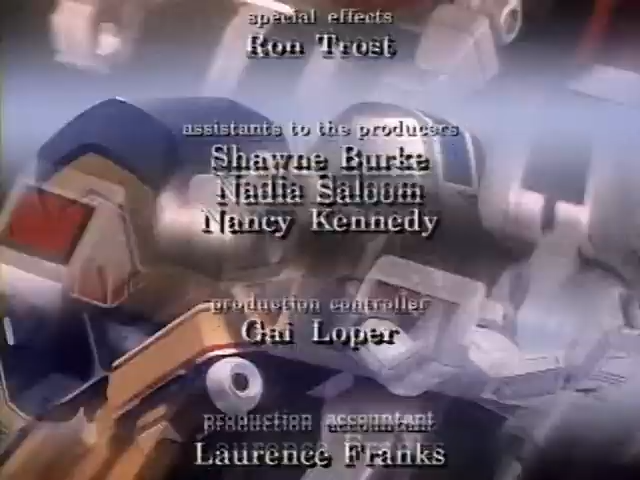 special effects
Ron Trost
assistants to the producers
Shawne Burke
Nadia Saloom
Nancy Kennedy
production controller
Gai Loper
production accountant
Laurence Franks